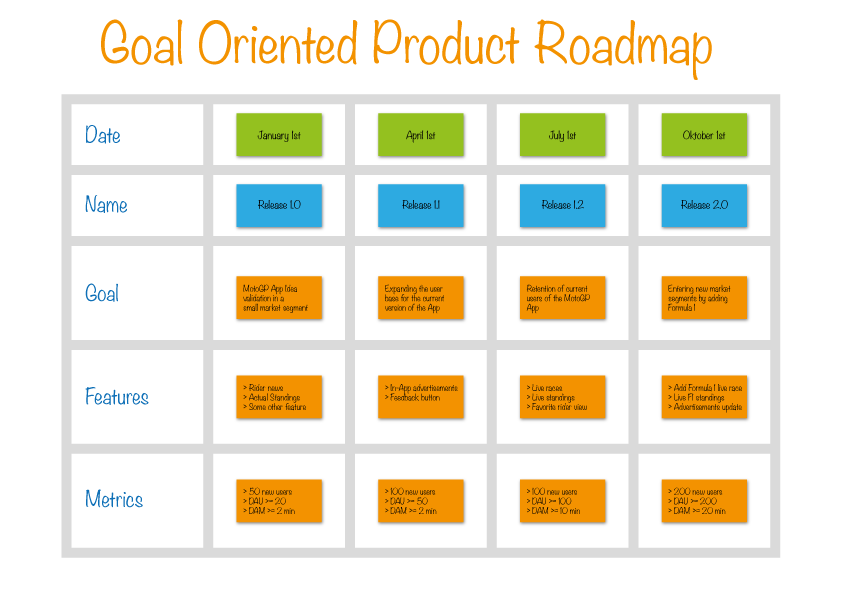 Goal Oriented Product Roadmap
Date
January 1st
April 1st
July 1st
Oktober 1st
Name
Release 1.0
Release 1.1
Release 1.2
Release 2.0
Goal
MotoGP App Idea
validation in a
small market segment
Expanding the user
base for the current
version of the App
Retention of current
users of the MotoGP
App
Entering new market
segments by adding
Formula 1
Features
> Rider news
> Actual Standings
> Some other feature
> In-App advertisements
> Feedback button
> Live races
> Live standings
> Favorite rider view
> Add Formula 1 live race
> Live F1 standings
> Advertisements update
Metrics
> 50 new users
> DAU >= 20
> DAM >= 2 min
> 100 new users
> DAU >= 50
> DAM >= 2 min
> 100 new users
> DAU >= 100
> DAM >= 10 min
> 200 new users
> DAU >= 200
> DAM >= 20 min